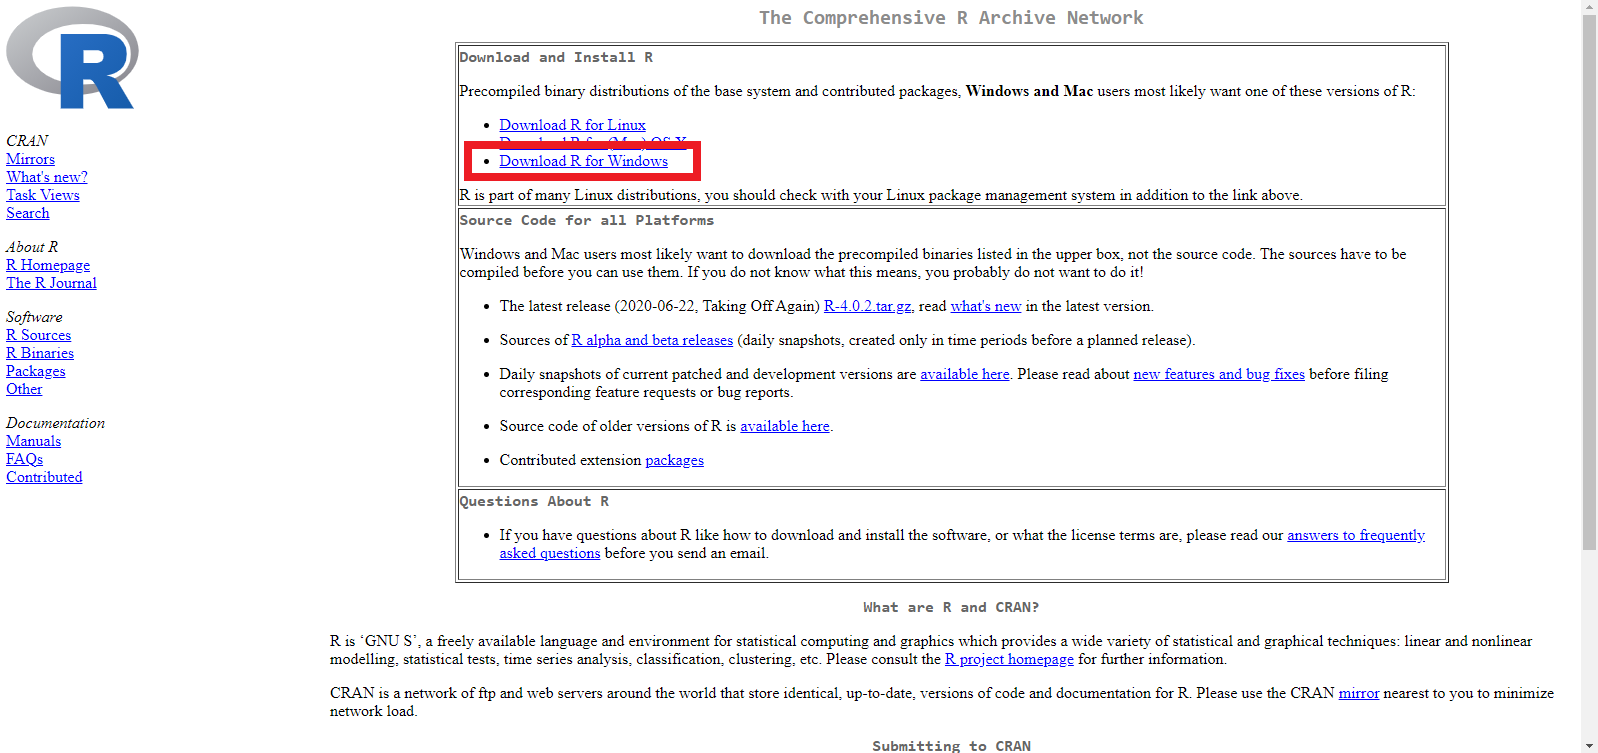 R
CRAN
Mirrors
What's new?
Task Views
Search
About R
R Homepage
The R Journal
Software
R Sources
R Binaries
Packages
Other
Documentation
Manuals
FAQs
Contributed
The Comprehensive R Archive Network
Download and Install R
Precompiled binary distributions of the base system and contributed packages, Windows and Mac users most likely want one of these versions of R:
• Download R for Linux
• Download R for (Mac) OS X
• Download R for Windows
R is part of many Linux distributions, you should check with your Linux package management system in addition to the link above.
Source Code for all Platforms
Windows and Mac users most likely want to download the precompiled binaries listed in the upper box, not the source code. The sources have to be
compiled before you can use them. If you do not know what this means, you probably do not want to do it!
• The latest release (2020-06-22, Taking Off Again) R-4.0.2.tar.gz, read what's new in the latest version.
• Sources of R alpha and beta releases (daily snapshots, created only in time periods before a planned release).
• Daily snapshots of current patched and development versions are available here. Please read about new features and bug fixes before filing
corresponding feature requests or bug reports.
• Source code of older versions of R is available here.
• Contributed extension packages
Questions About R
• If you have questions about R like how to download and install the software, or what the license terms are, please read our answers to frequently
asked questions before you send an email.
What are R and CRAN?
R is ‘GNU S’, a freely available language and environment for statistical computing and graphics which provides a wide variety of statistical and graphical techniques: linear and nonlinear
modelling, statistical tests, time series analysis, classification, clustering, etc. Please consult the R project homepage for further information.
CRAN is a network of ftp and web servers around the world that store identical, up-to-date, versions of code and documentation for R. Please use the CRAN mirror nearest to you to minimize
network load.
Submitting to CRAN